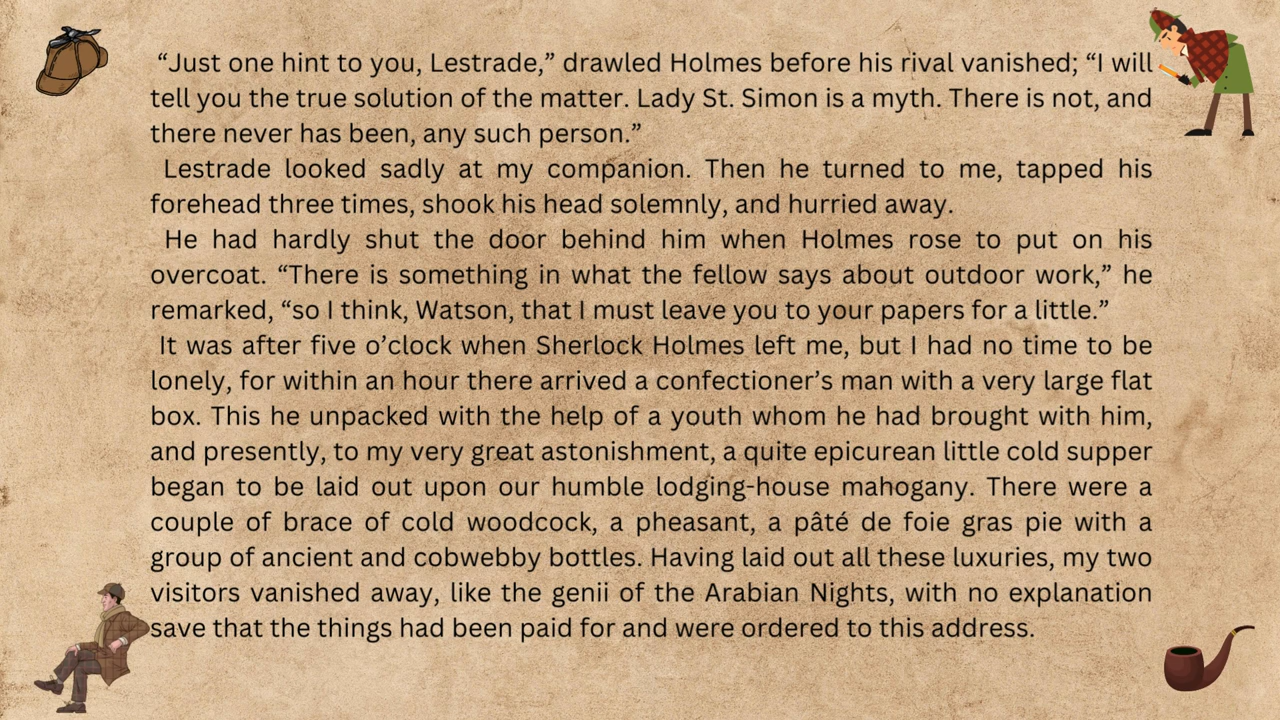 “Just one hint to you, Lestrade,” drawled Holmes before his rival vanished; “I will
tell you the true solution of the matter. Lady St. Simon is a myth. There is not, and
there never has been, any such person.”
Lestrade looked sadly at my companion. Then he turned to me, tapped his
forehead three times, shook his head solemnly, and hurried away.
He had hardly shut the door behind him when Holmes rose to put on his
overcoat. “There is something in what the fellow says about outdoor work,” he
remarked, “so I think, Watson, that I must leave you to your papers for a little.”
It was after five o’clock when Sherlock Holmes left me, but I had no time to be
lonely, for within an hour there arrived a confectioner’s man with a very large flat
box. This he unpacked with the help of a youth whom he had brought with him,
and presently, to my very great astonishment, a quite epicurean little cold supper
began to be laid out upon our humble lodging-house mahogany. There were a
couple of brace of cold woodcock, a pheasant, a pâté de foie gras pie with a
group of ancient and cobwebby bottles. Having laid out all these luxuries, my two
visitors vanished away, like the genii of the Arabian Nights, with no explanation
save that the things had been paid for and were ordered to this address.